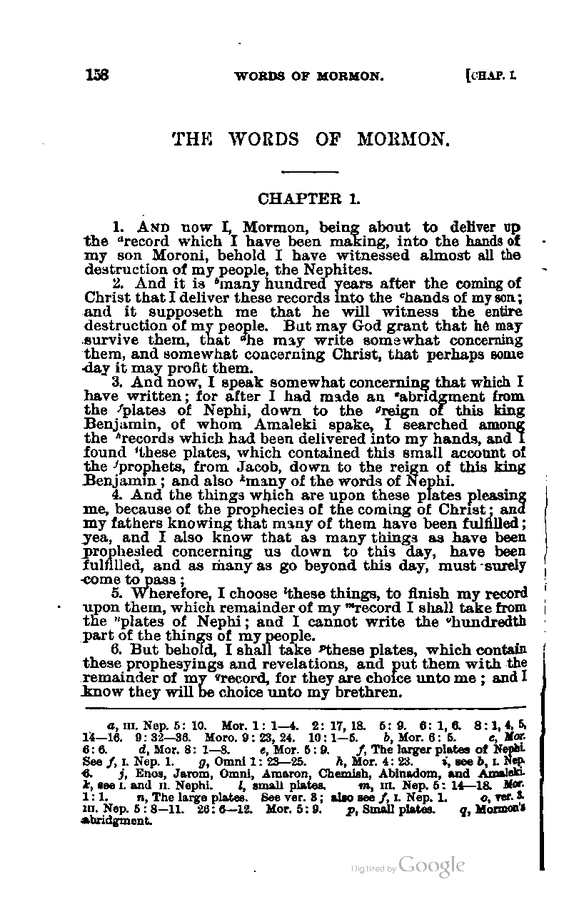 158 WORDS OF MORMON. [CHAP. I.
THE WORDS OF MORMON.
CHAPTER 1.
1. AND now I, Mormon, being about to deliver up
the ᵃrecord which I have been making, into the hands of
my son Moroni, behold I have witnessed almost all the
destruction of my people, the Nephites.
2. And it is ᵇmany hundred years after the coming of
Christ that I deliver these records into the ᶜhands of my son;
and it supposeth me that he will witness the entire
destruction of my people. But may God grant that he may
survive them, that ᵈhe may write somewhat concerning
them, and somewhat concerning Christ, that perhaps some
day it may profit them.
3. And now, I speak somewhat concerning that which I
have written; for after I had made an ᵉabridgment from
the ᶠplates of Nephi, down to the ᵍreign of this king
Benjamin, of whom Amaleki spake, I searched among
the ʰrecords which had been delivered into my hands, and I
found ⁱthese plates, which contained this small account of
the ʲprophets, from Jacob, down to the reign of this king
Benjamin; and also ᵏmany of the words of Nephi.
4. And the things which are upon these plates pleasing
me, because of the prophecies of the coming of Christ; and
my fathers knowing that many of them have been fulfilled;
yea, and I also know that as many things as have been
prophesied concerning us down to this day, have been
fulfilled, and as many as go beyond this day, must surely
come to pass;
5. Wherefore, I choose ˡthese things, to finish my record
upon them, which remainder of my ᵐrecord I shall take from
the ⁿplates of Nephi; and I cannot write the ᵒhundredth
part of the things of my people.
6. But behold, I shall take ᵖthese plates, which contain
these prophesyings and revelations, and put them with the
remainder of my qrecord, for they are choice unto me; and I
know they will be choice unto my brethren.
a, III. Nep. 5: 10. Mor. 1: 1—4. 2: 17, 18. 5: 9. 6: 1, 6. 8: 1, 4, 5,
14—16. 9: 32—36. Moro. 9: 23, 24. 10: 1—5. b, Mor. 6: 5. c, Mor.
6: 6. d, Mor. 8: 1—8. e, Mor. 5: 9. f, The larger plates of Nephi.
See f, I. Nep. 1. g, Omni 1: 23—25. h, Mor. 4: 23. i, see b, I. Nep.
6. j, Enos, Jarom, Omni, Amaron, Chemish, Abinadom, and Amaleki.
k, see I. and II. Nephi. l, small plates. m, III. Nep. 5: 14—18. Mor.
1: 1. n, The large plates. See ver. 3; also see f, I. Nep. 1. o, ver. 3.
III. Nep. 5: 8—11. 26: 6—12. Mor. 5: 9. p, Small plates. q, Mormon's
abridgment.
Digitized by Google